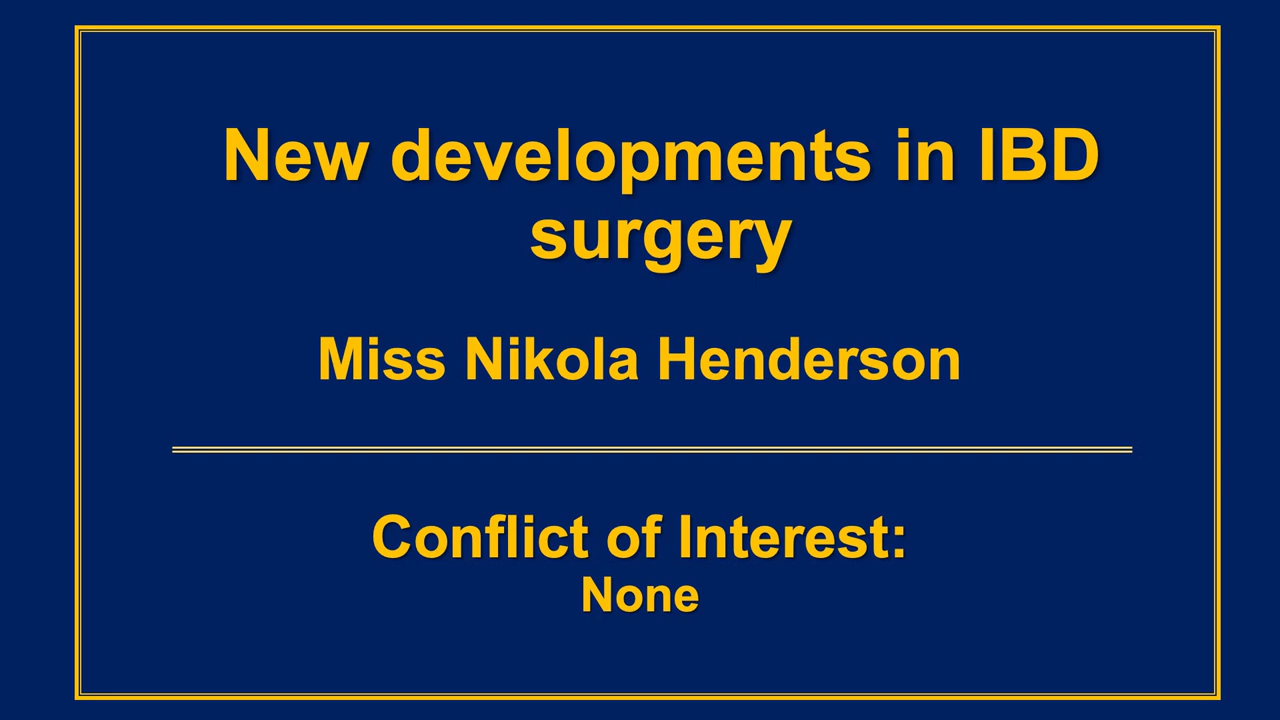 New developments in IBD
surgery
Miss Nikola Henderson
Conflict of Interest:
None